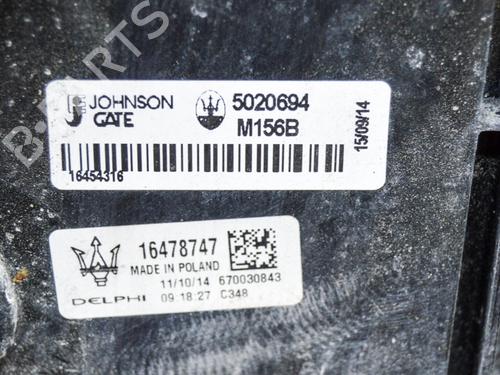 B-PARTS
JOHNSON
GATE
5020694
M156B
15/09/14
16454316
16478747
MADE IN POLAND
11/10/14 670030843
DELPHI 09:18:27 C348